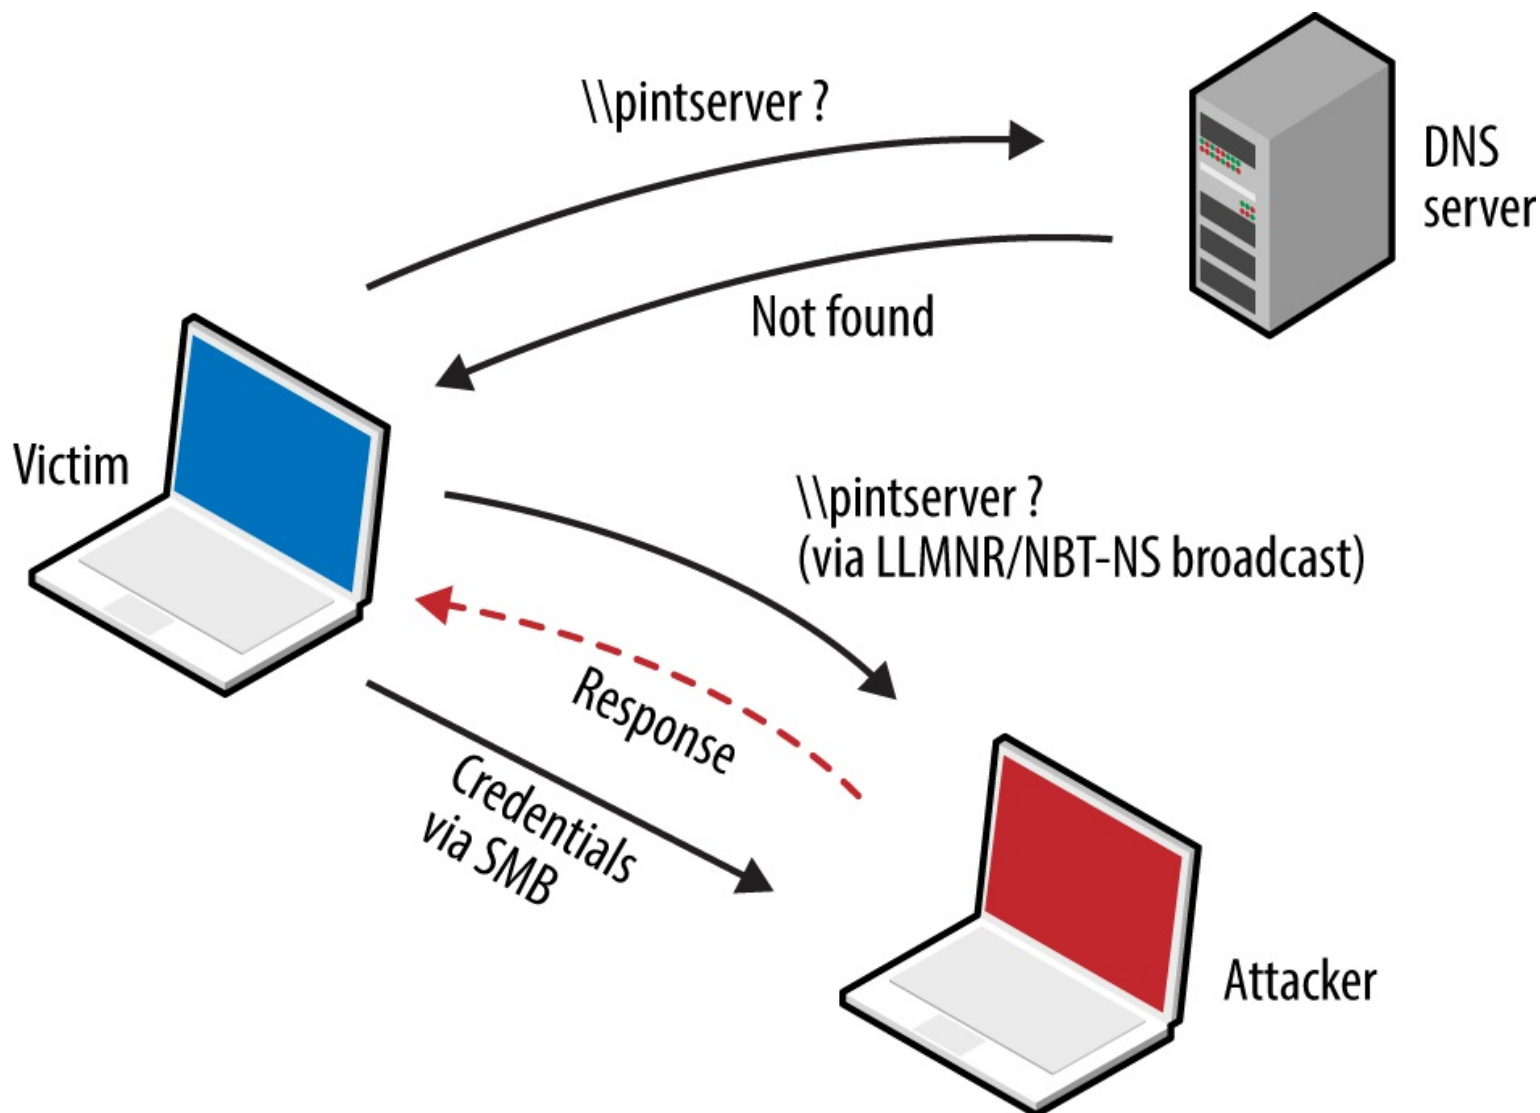 \\pintserver ?
DNS
server
Not found
Victim
\\pintserver ?
(via LLMNR/NBT-NS broadcast)
Response
Credentials
via SMB
Attacker